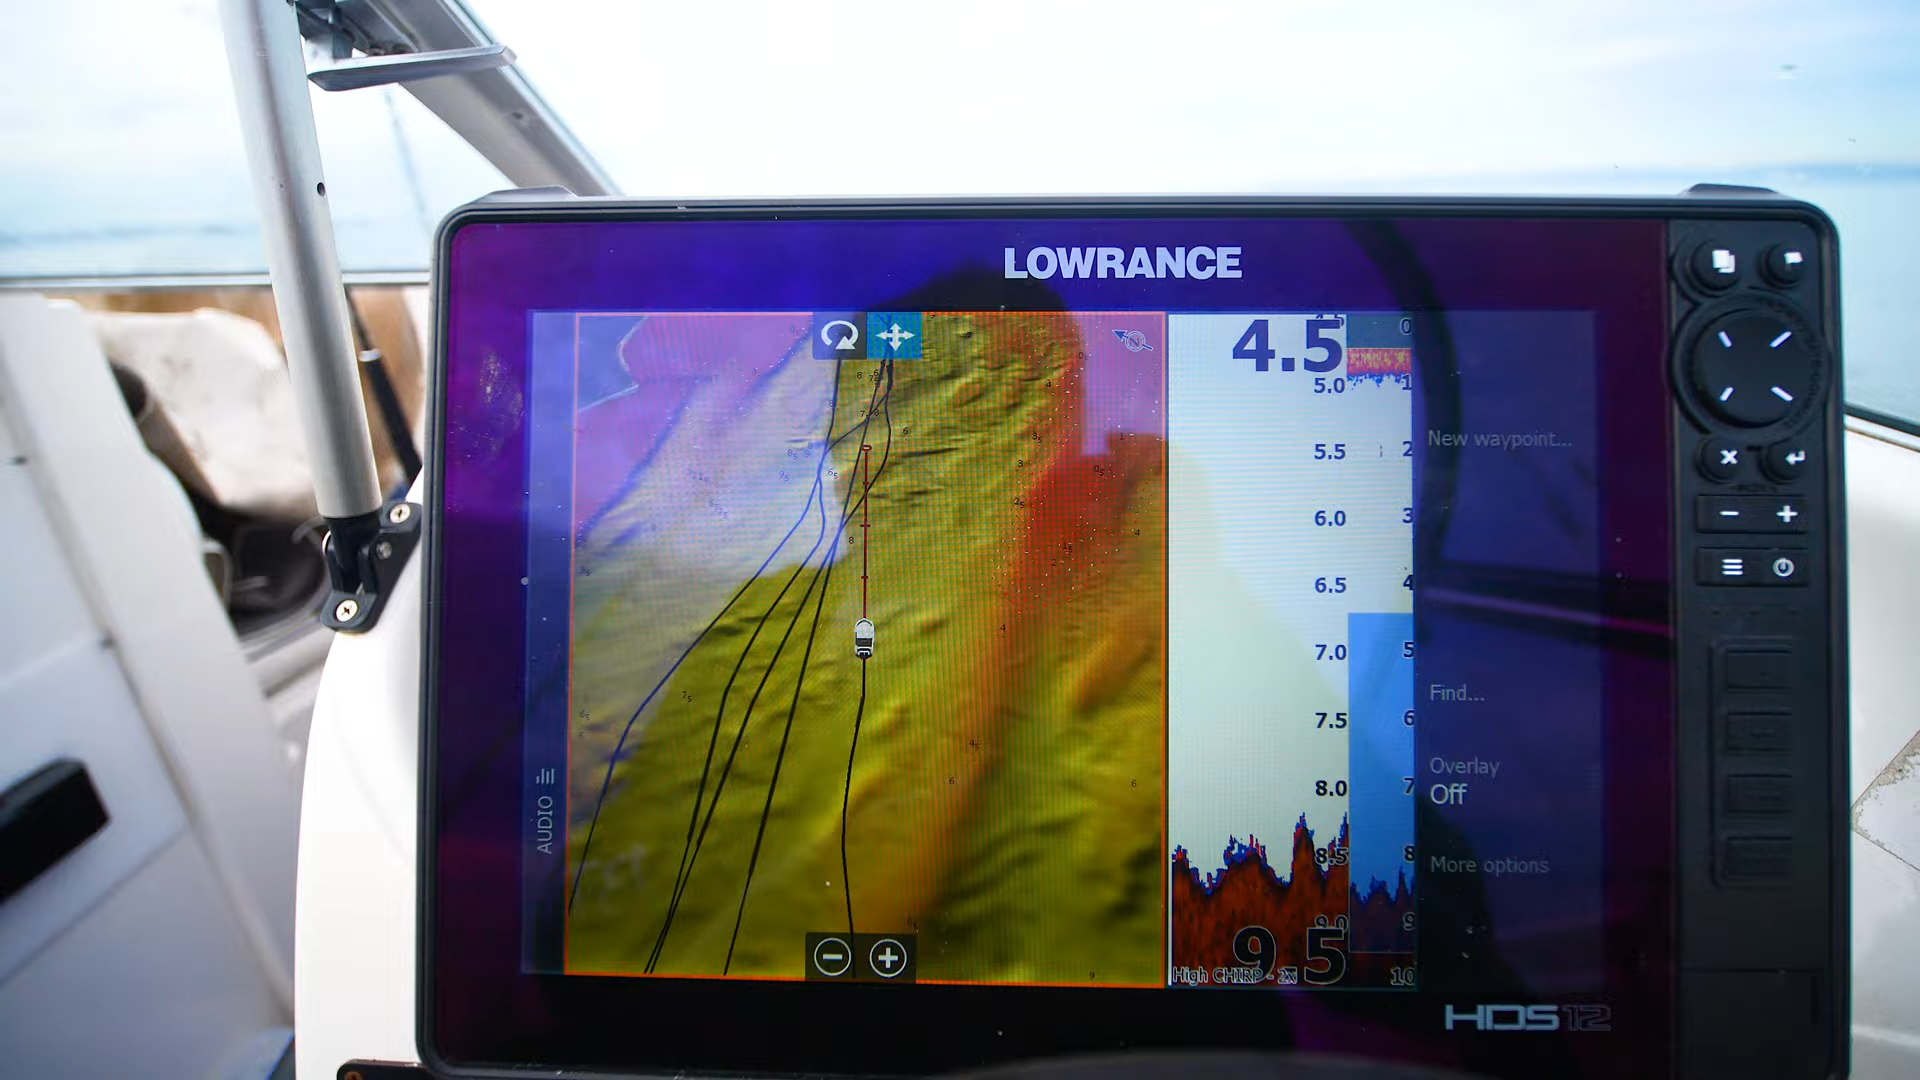 LOWRANCE
4.5
5.0
5.5
6.0
6.5
7.0
7.5
8.0
8.5
9.0
9.5
0
1
2
3
4
5
6
7
8
9
10
High CHIRP - 2x
New waypoint...
Find...
Overlay
Off
More options
AUDIO
HDS 12